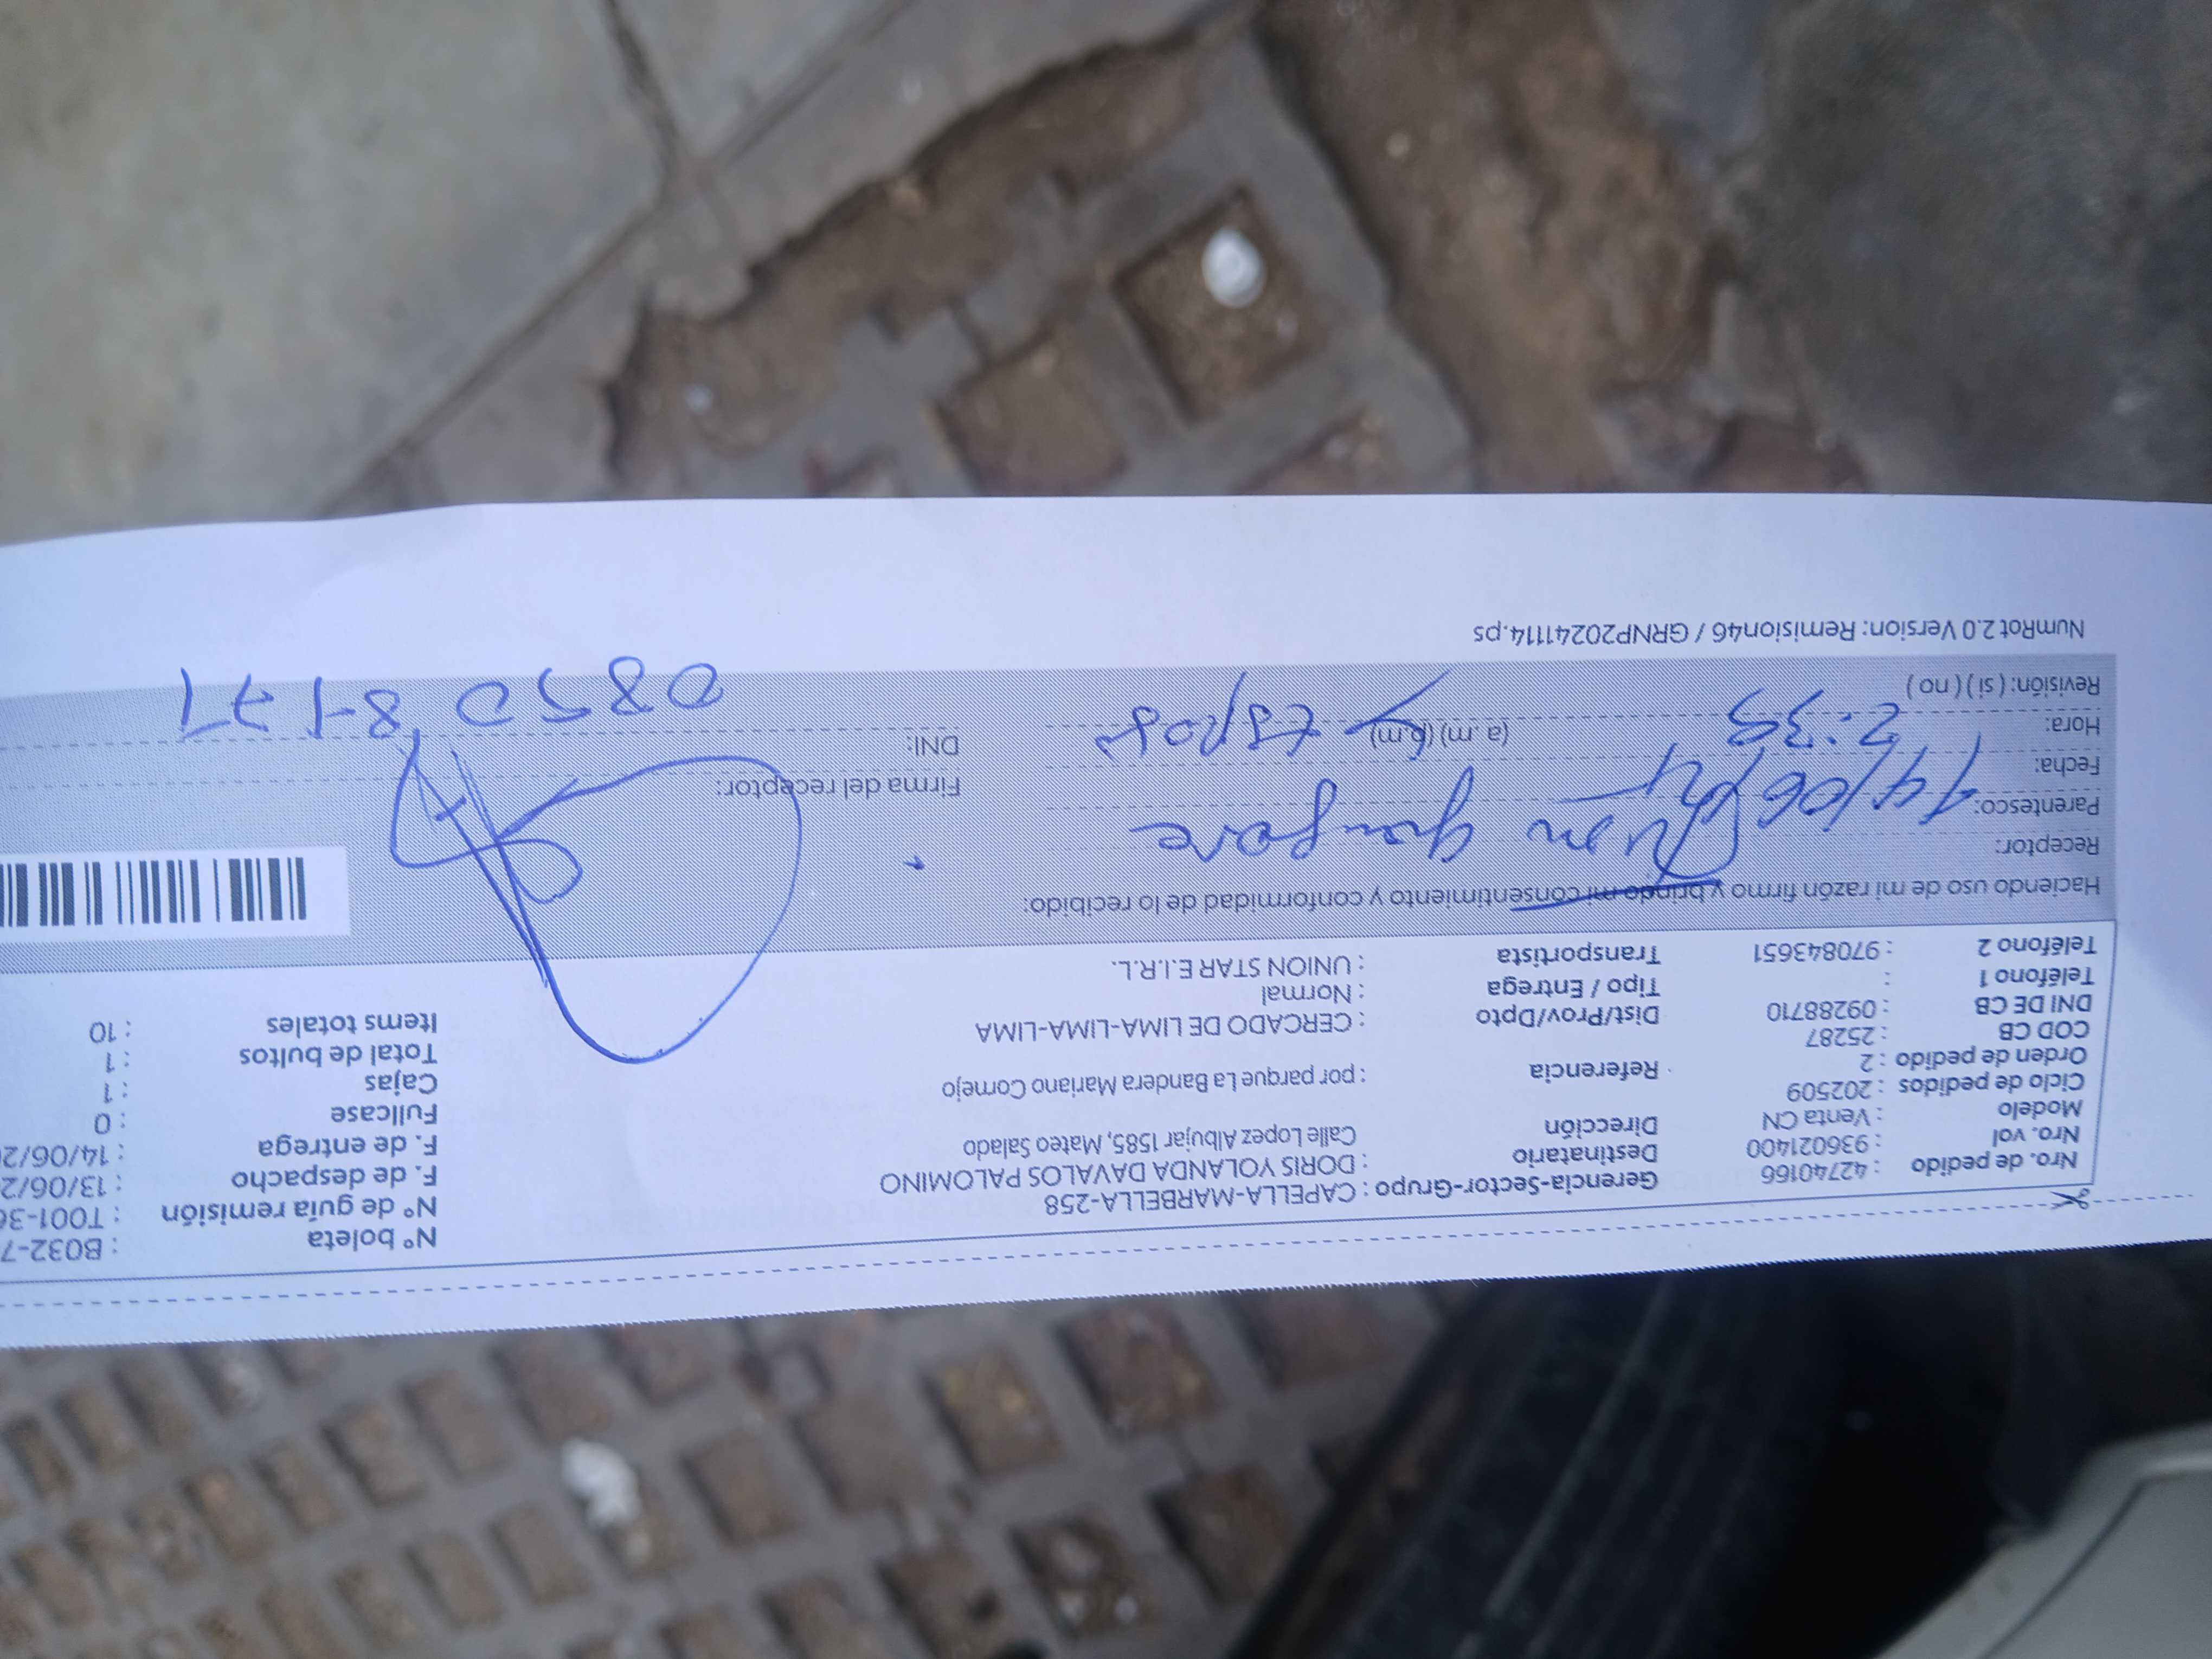 Gerencia-Sector-Grupo : CAPELLA-MARBELLA-258
Nº boleta : B032-7
Nro. de pedido : 42740166
Destinatario : DORIS YOLANDA DAVALOS PALOMINO
Nº de guía remisión : T001-3
Nro. vol : 936021400
Dirección Calle Lopez Albujar 1585, Mateo Salado
F. de despacho : 13/06/2
Modelo : Venta CN
F. de entrega : 14/06/2
Ciclo de pedidos : 202509
Referencia : por parque La Bandera Mariano Cornejo
Fullcase : 0
Orden de pedido : 2
Cajas : 1
COD CB : 25287
Dist/Prov/Dpto : CERCADO DE LIMA-LIMA-LIMA
Total de bultos : 1
DNI DE CB : 09288710
Tipo / Entrega : Normal
Items totales : 10
Teléfono 1 :
Transportista : UNION STAR E.I.R.L.
Teléfono 2 : 970843651
Haciendo uso de mi razón firmo y brindo mi consentimiento y conformidad de lo recibido:
Receptor: Juan
Parentesco:
Firma del receptor:
Fecha: 14/06/
Hora: 2:39 (a.m) (p.m)
DNI: 08508171
Revisión: ( si ) ( no )
NumRot 2.0 Version: Remision46 / GRNP20241114.ps